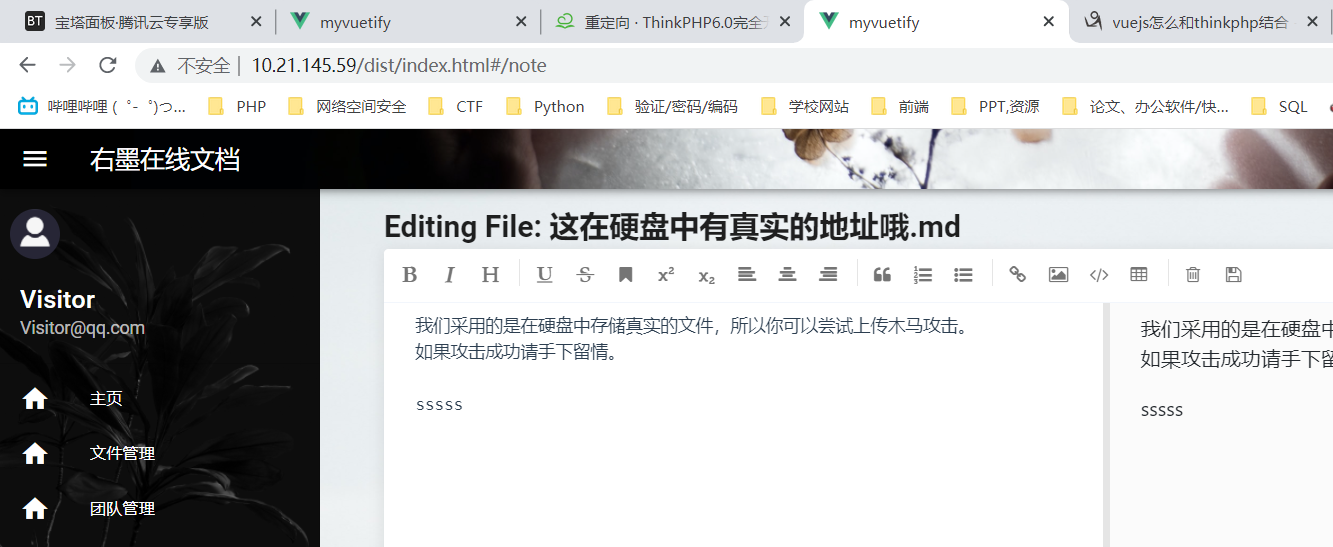 BT 宝塔面板·腾讯云专享版 myvuetify 重定向 · ThinkPHP6.0完全 myvuetify vuejs怎么和thinkphp结合
不安全 | 10.21.145.59/dist/index.html#/note
哔哩哔哩 ( ゜- ゜)つ... PHP 网络空间安全 CTF Python 验证/密码/编码 学校网站 前端 PPT,资源 论文、办公软件/快... SQL
右墨在线文档
Editing File: 这在硬盘中有真实的地址哦.md
B I H U S x² x₂
Visitor
Visitor@qq.com
主页
文件管理
团队管理
我们采用的是在硬盘中存储真实的文件，所以你可以尝试上传木马攻击。
如果攻击成功请手下留情。
sssss
我们采用的是在硬盘中
如果攻击成功请手下留
sssss